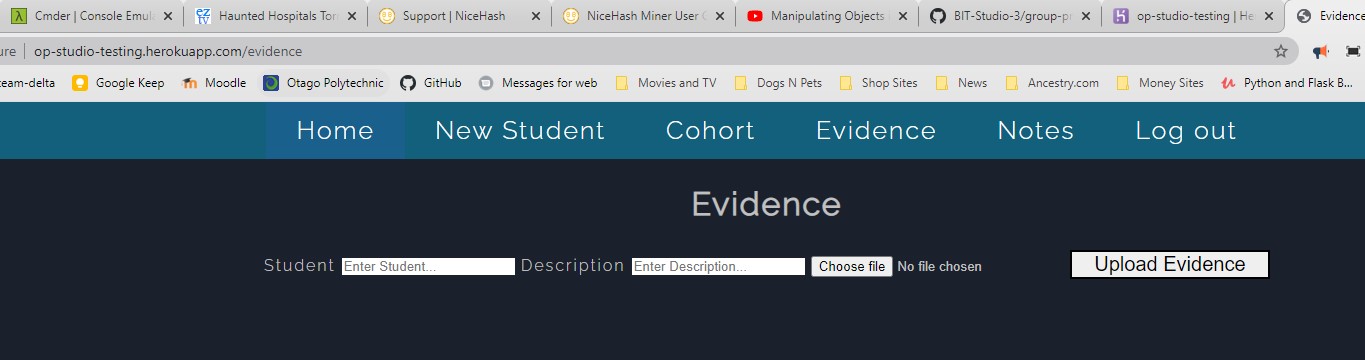 Cmder | Console Emul
Haunted Hospitals
Support | NiceHash
NiceHash Miner User
Manipulating Objects
BIT-Studio-3/group-pr
op-studio-testing | He
Evidence
ure | op-studio-testing.herokuapp.com/evidence
eam-delta Google Keep Moodle Otago Polytechnic GitHub Messages for web Movies and TV Dogs N Pets Shop Sites News Ancestry.com Money Sites Python and Flask B...
Home New Student Cohort Evidence Notes Log out
Evidence
Student Enter Student... Description Enter Description... Choose file No file chosen Upload Evidence